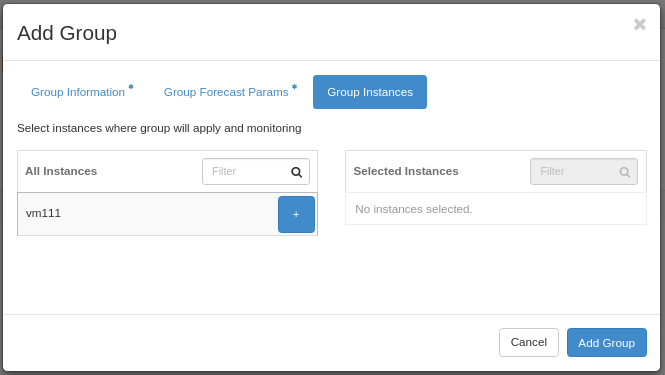 Add Group
Group Information *
Group Forecast Params *
Group Instances
Select instances where group will apply and monitoring
All Instances
Filter
Selected Instances
Filter
vm111
+
No instances selected.
Cancel
Add Group